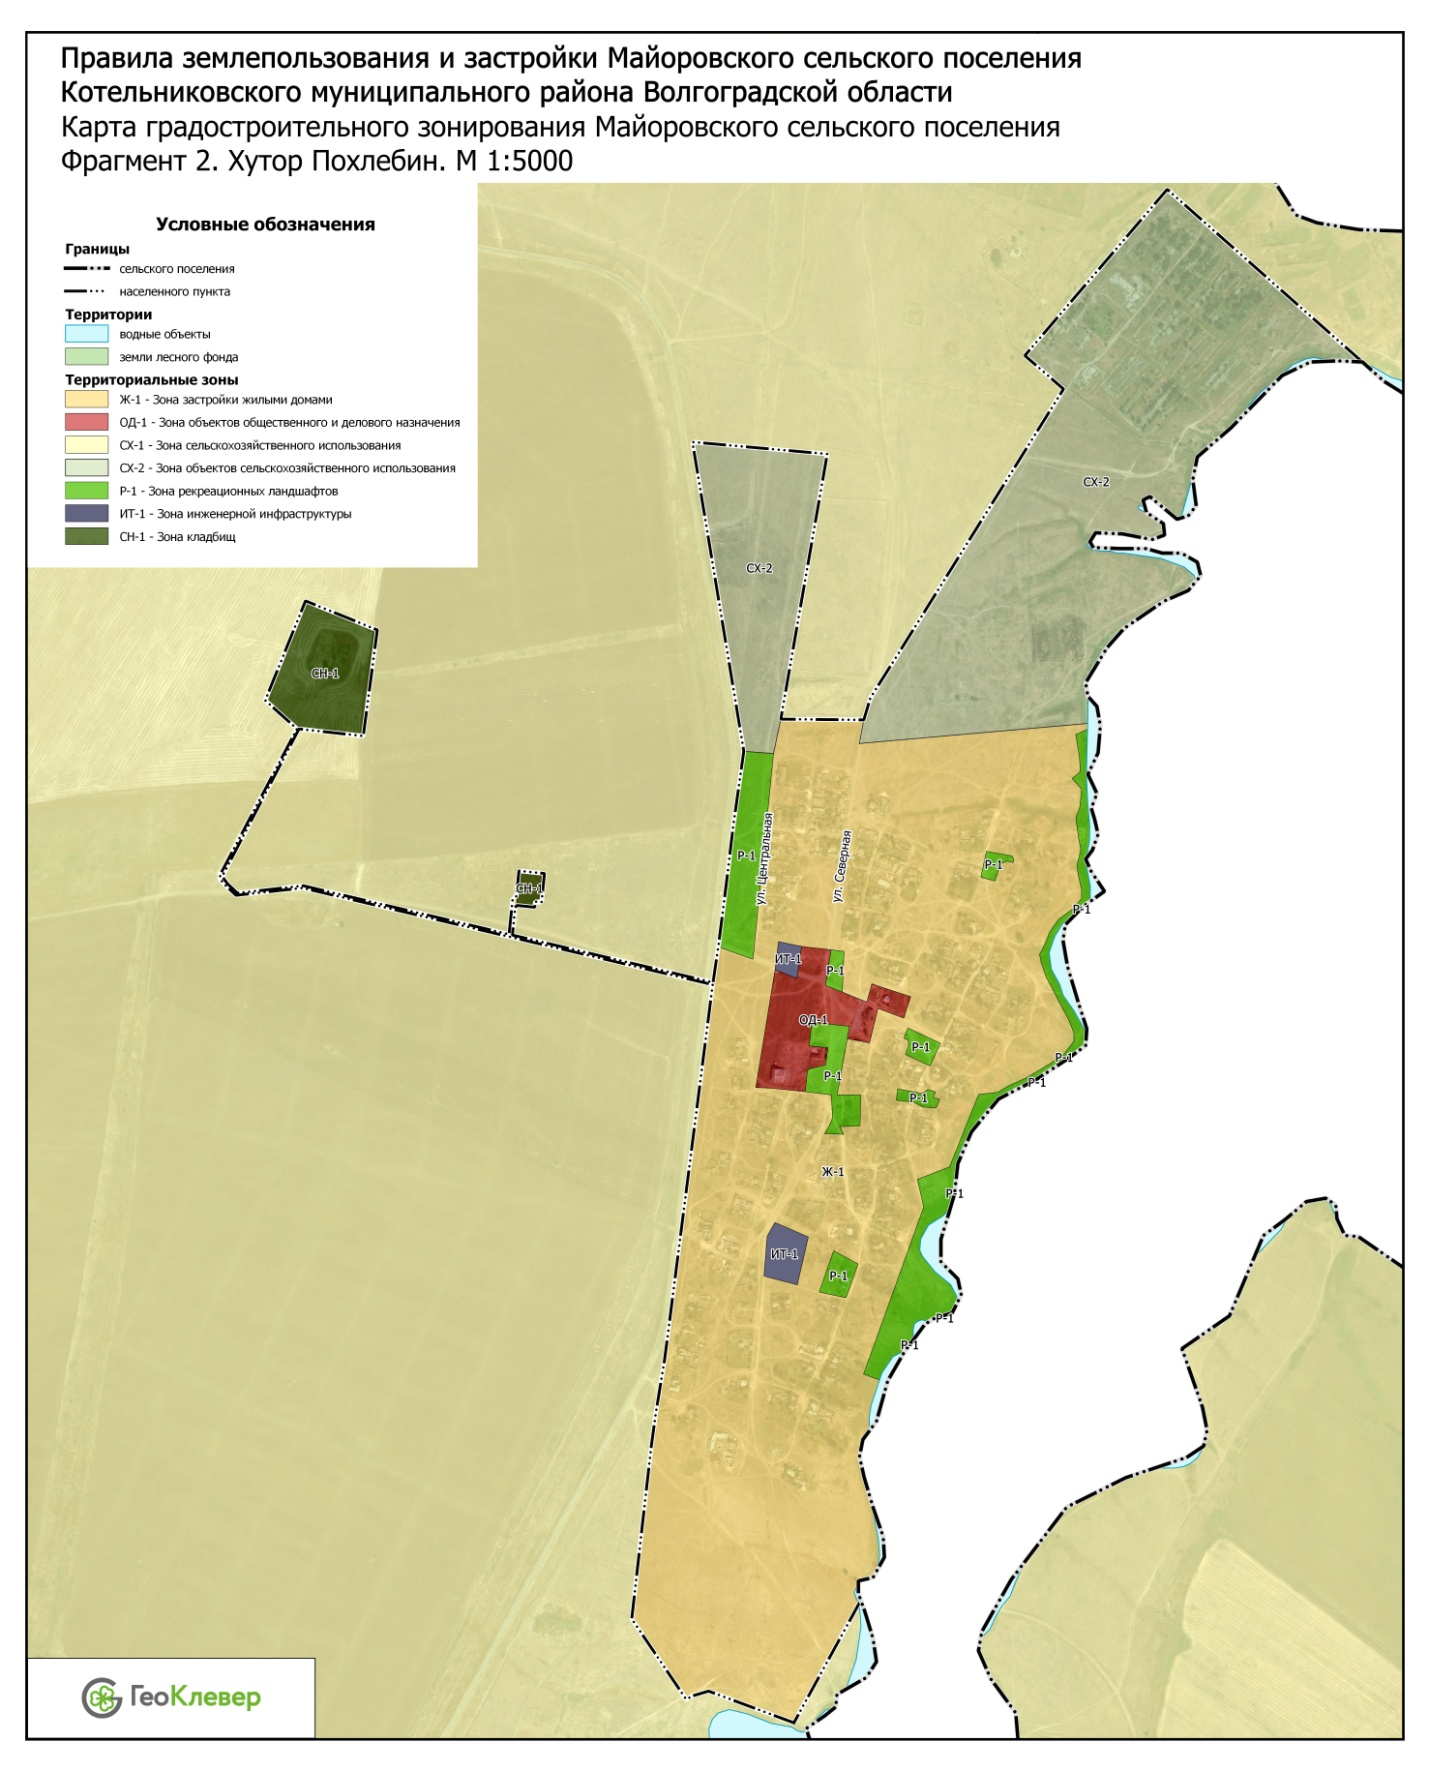 Правила землепользования и застройки Майоровского сельского поселения
Котельниковского муниципального района Волгоградской области
Карта градостроительного зонирования Майоровского сельского поселения
Фрагмент 2. Хутор Похлебин. М 1:5000
Условные обозначения
Границы
сельского поселения
населенного пункта
Территории
водные объекты
земли лесного фонда
Территориальные зоны
Ж-1 - Зона застройки жилыми домами
ОД-1 - Зона объектов общественного и делового назначения
СХ-1 - Зона сельскохозяйственного использования
СХ-2 - Зона объектов сельскохозяйственного использования
Р-1 - Зона рекреационных ландшафтов
ИТ-1 - Зона инженерной инфраструктуры
СН-1 - Зона кладбищ
СХ-2
СХ-2
СН-1
Р-1
ул. Центральная
ул. Северная
Р-1
СН-1
Р-1
ИТ-1
Р-1
ОД-1
Р-1
Р-1
Р-1
Р-1
Р-1
Ж-1
Р-1
ИТ-1
Р-1
Р-1
Р-1
ГеоКлевер